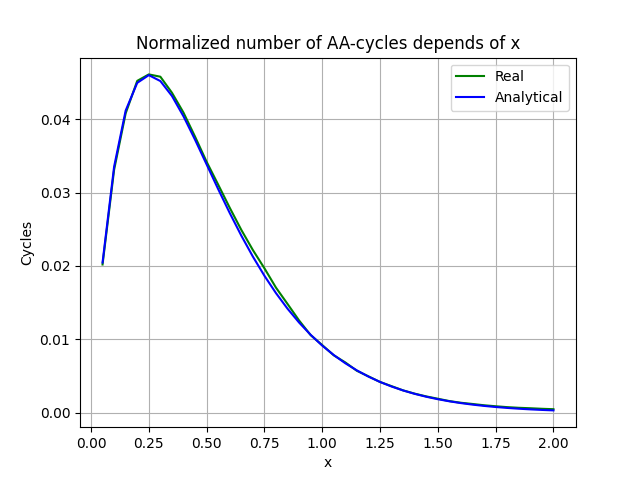 Normalized number of AA-cycles depends of x
Real
Analytical
Cycles
0.04
0.03
0.02
0.01
0.00
0.00 0.25 0.50 0.75 1.00 1.25 1.50 1.75 2.00
x